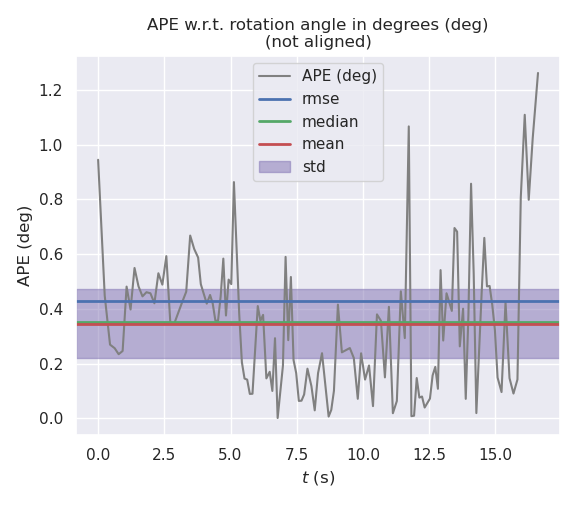 APE w.r.t. rotation angle in degrees (deg)
(not aligned)
APE (deg)
rmse
median
mean
std
APE (deg)
1.2
1.0
0.8
0.6
0.4
0.2
0.0
0.0 2.5 5.0 7.5 10.0 12.5 15.0
t (s)